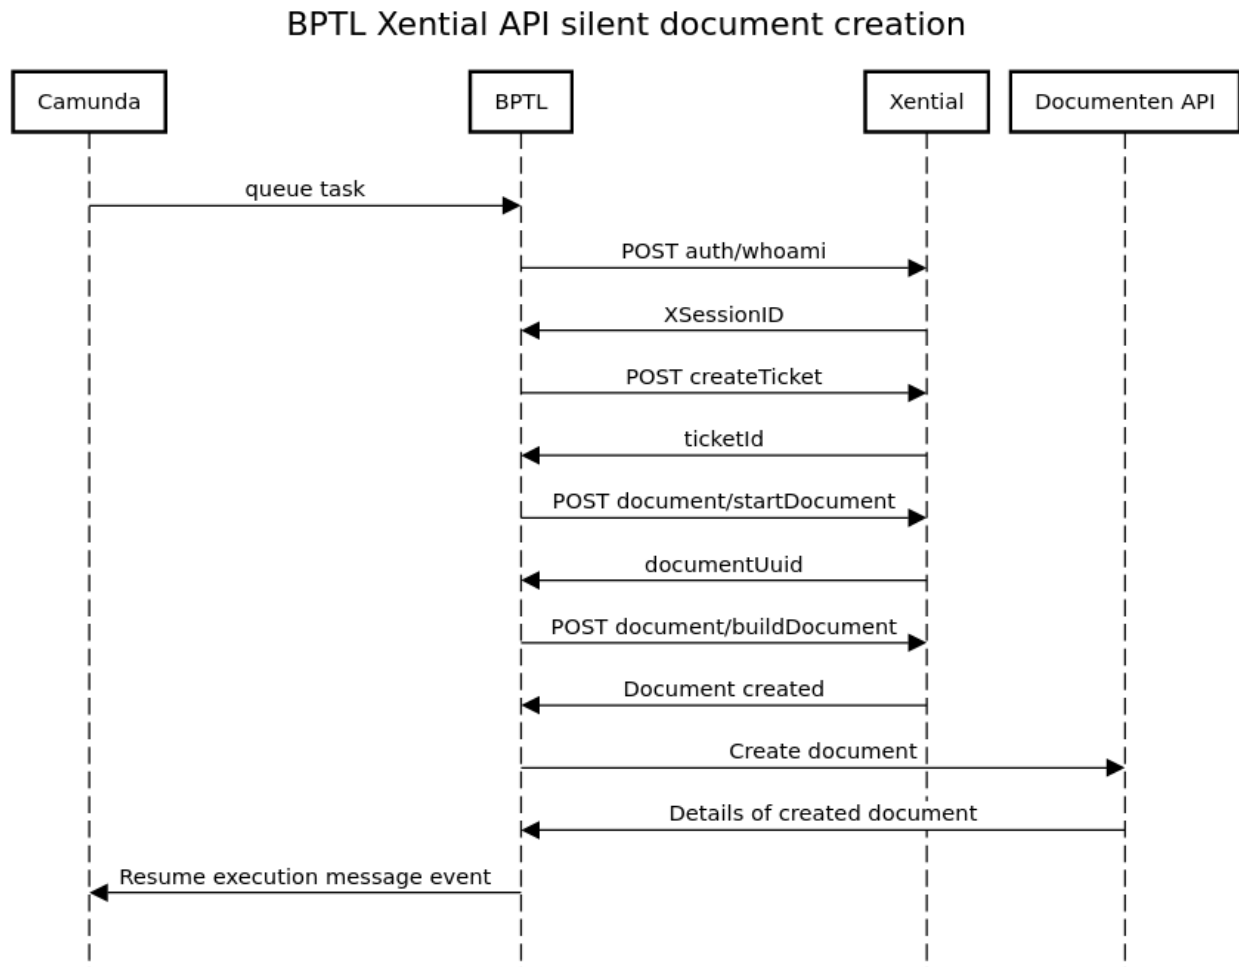 BPTL Xential API silent document creation
Camunda
BPTL
Xential
Documenten API
queue task
POST auth/whoami
XSessionID
POST createTicket
ticketId
POST document/startDocument
documentUuid
POST document/buildDocument
Document created
Create document
Details of created document
Resume execution message event